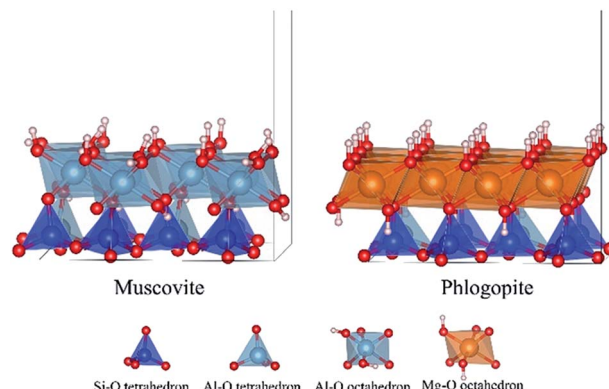 Muscovite
Phlogopite
Si-O tetrahedron
Al-O tetrahedron
Al-O octahedron
Mg-O octahedron